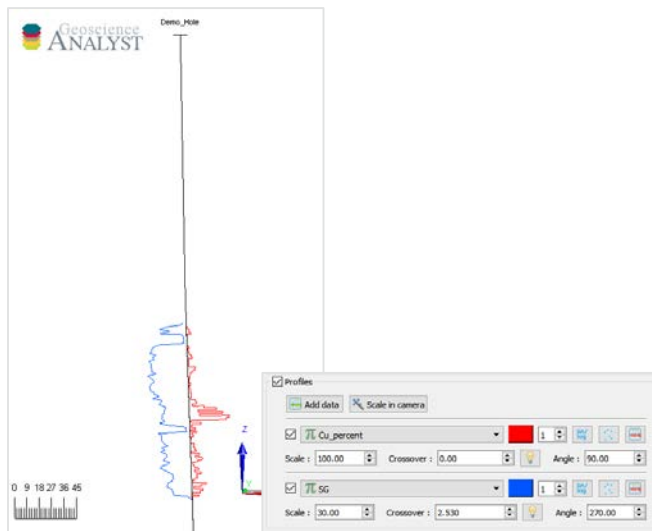 Geoscience
ANALYST
Demo_Hole
0 9 18 27 36 45
Z
Y
Profiles
Add data Scale in camera
π Cu_percent 1
Scale : 100.00 Crossover : 0.00 Angle : 90.00
π SG 1
Scale : 30.00 Crossover : 2.530 Angle : 270.00